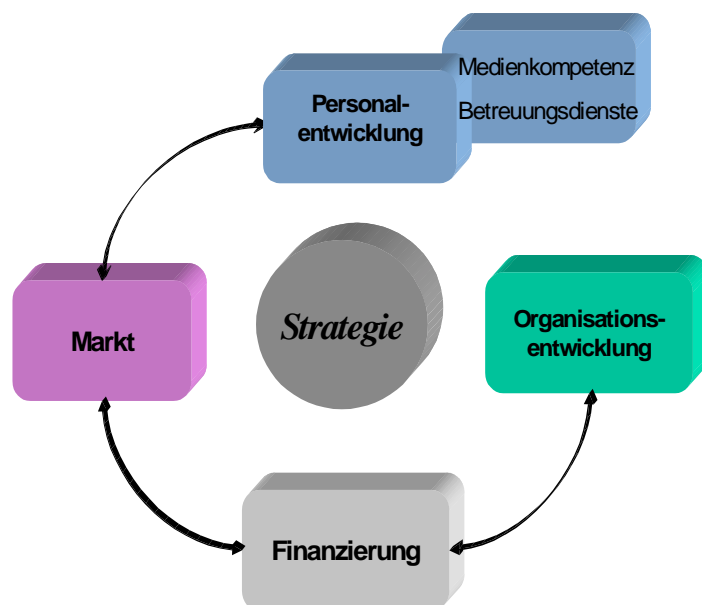 Medienkompetenz
Betreuungsdienste
Personal-
entwicklung
Strategie
Markt
Organisations-
entwicklung
Finanzierung